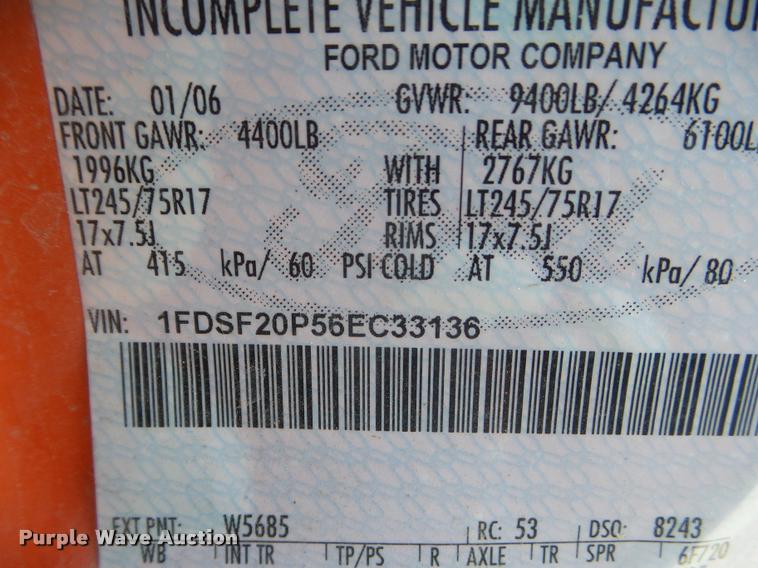 INCOMPLETE VEHICLE MANUFACTU
FORD MOTOR COMPANY
DATE: 01/06 GVWR: 9400LB/ 4264KG
FRONT GAWR: 4400LB REAR GAWR: 6100L
1996KG WITH 2767KG
LT245/75R17 TIRES LT245/75R17
17x7.5J RIMS 17x7.5J
AT 415 kPa/ 60 PSI COLD AT 550 kPa/ 80
VIN: 1FDSF20P56EC33136
EXT PNT: W5685 RC: 53 DSO: 8243
WB INT TR TP/PS R AXLE TR SPR 6F720
Purple Wave Auction